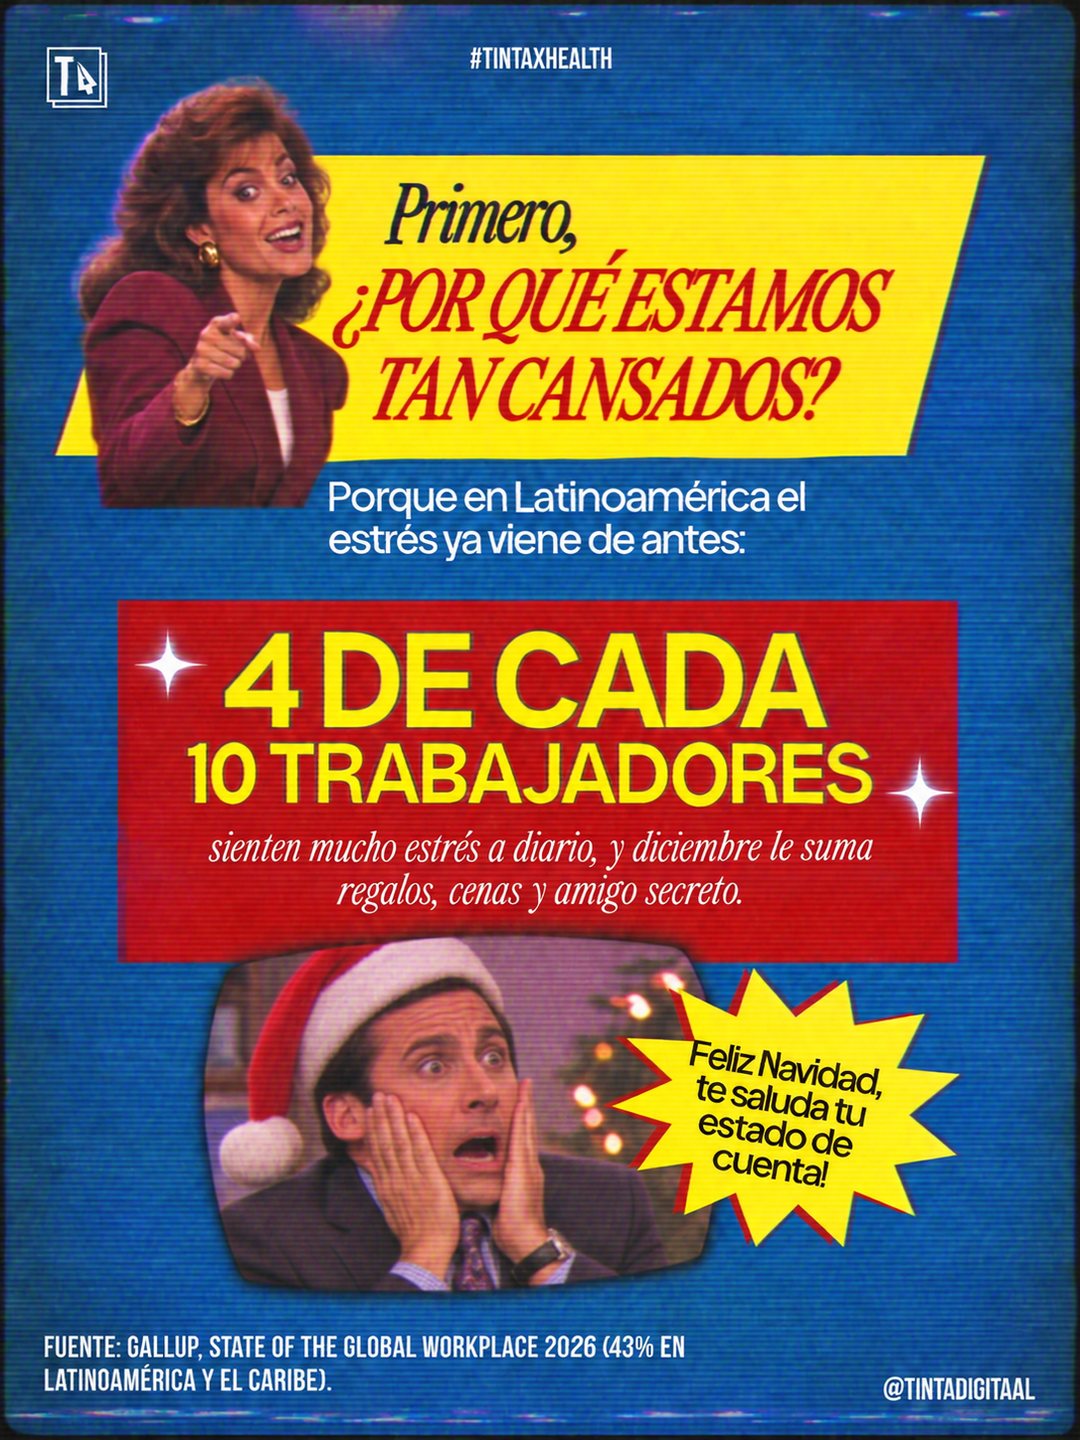 #TINTAXHEALTH
Primero,
¿POR QUÉ ESTAMOS
TAN CANSADOS?
Porque en Latinoamérica el
estrés ya viene de antes:
4 DE CADA
10 TRABAJADORES
sienten mucho estrés a diario, y diciembre le suma
regalos, cenas y amigo secreto.
Feliz Navidad,
te saluda tu
estado de
cuenta!
FUENTE: GALLUP, STATE OF THE GLOBAL WORKPLACE 2026 (43% EN
LATINOAMÉRICA Y EL CARIBE).
@TINTADIGITAAL